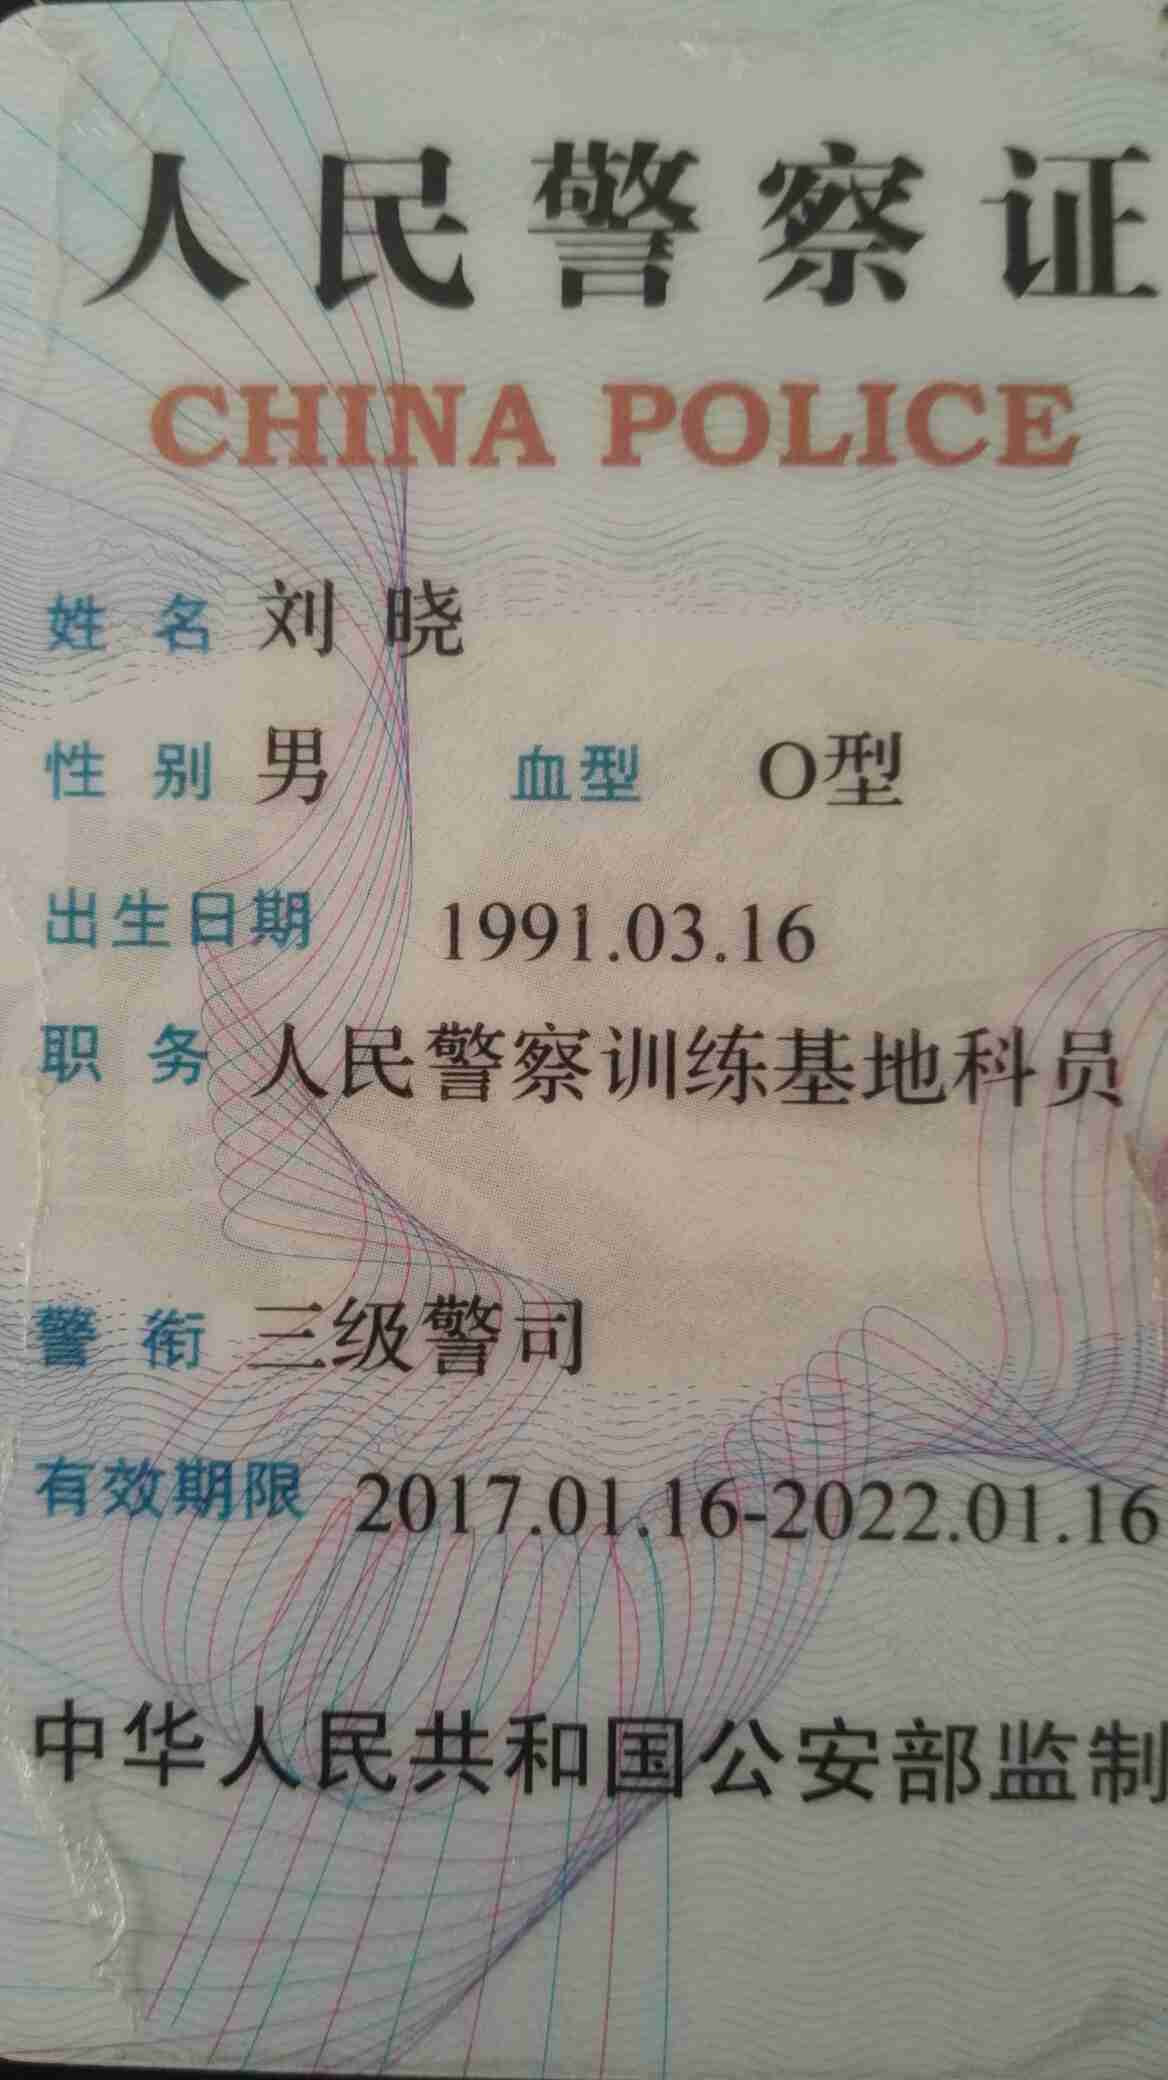 人民警察证
CHINA POLICE
姓名 刘晓
性别 男 血型 O型
出生日期 1991.03.16
职务 人民警察训练基地科员
警衔 三级警司
有效期限 2017.01.16-2022.01.16
中华人民共和国公安部监制